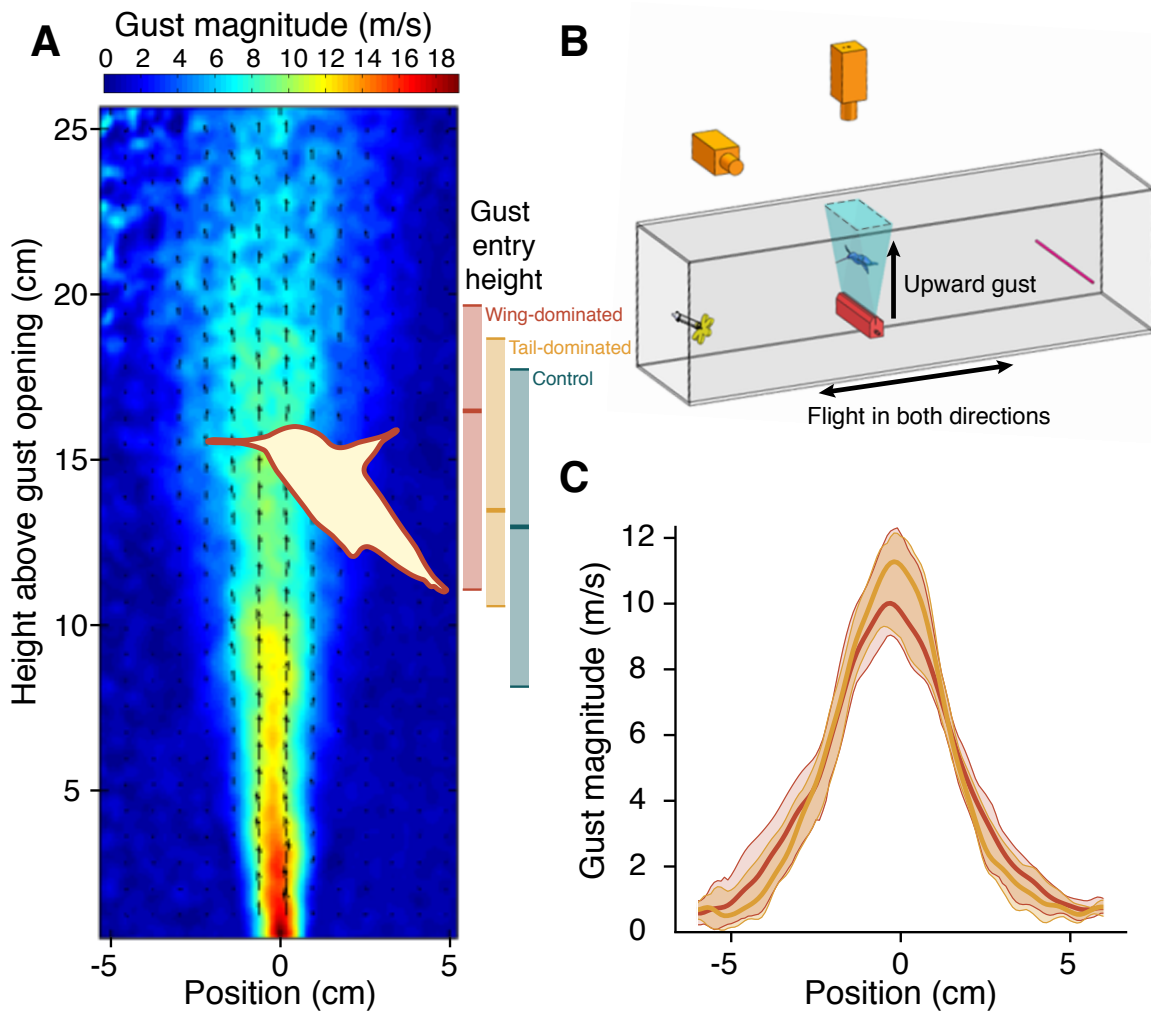 A
Gust magnitude (m/s)
0 2 4 6 8 10 12 14 16 18
Height above gust opening (cm)
25
20
15
10
5
-5 0 5
Position (cm)
Gust
entry
height
Wing-dominated
Tail-dominated
Control
B
Upward gust
Flight in both directions
C
Gust magnitude (m/s)
12
10
8
6
4
2
0
-5 0 5
Position (cm)